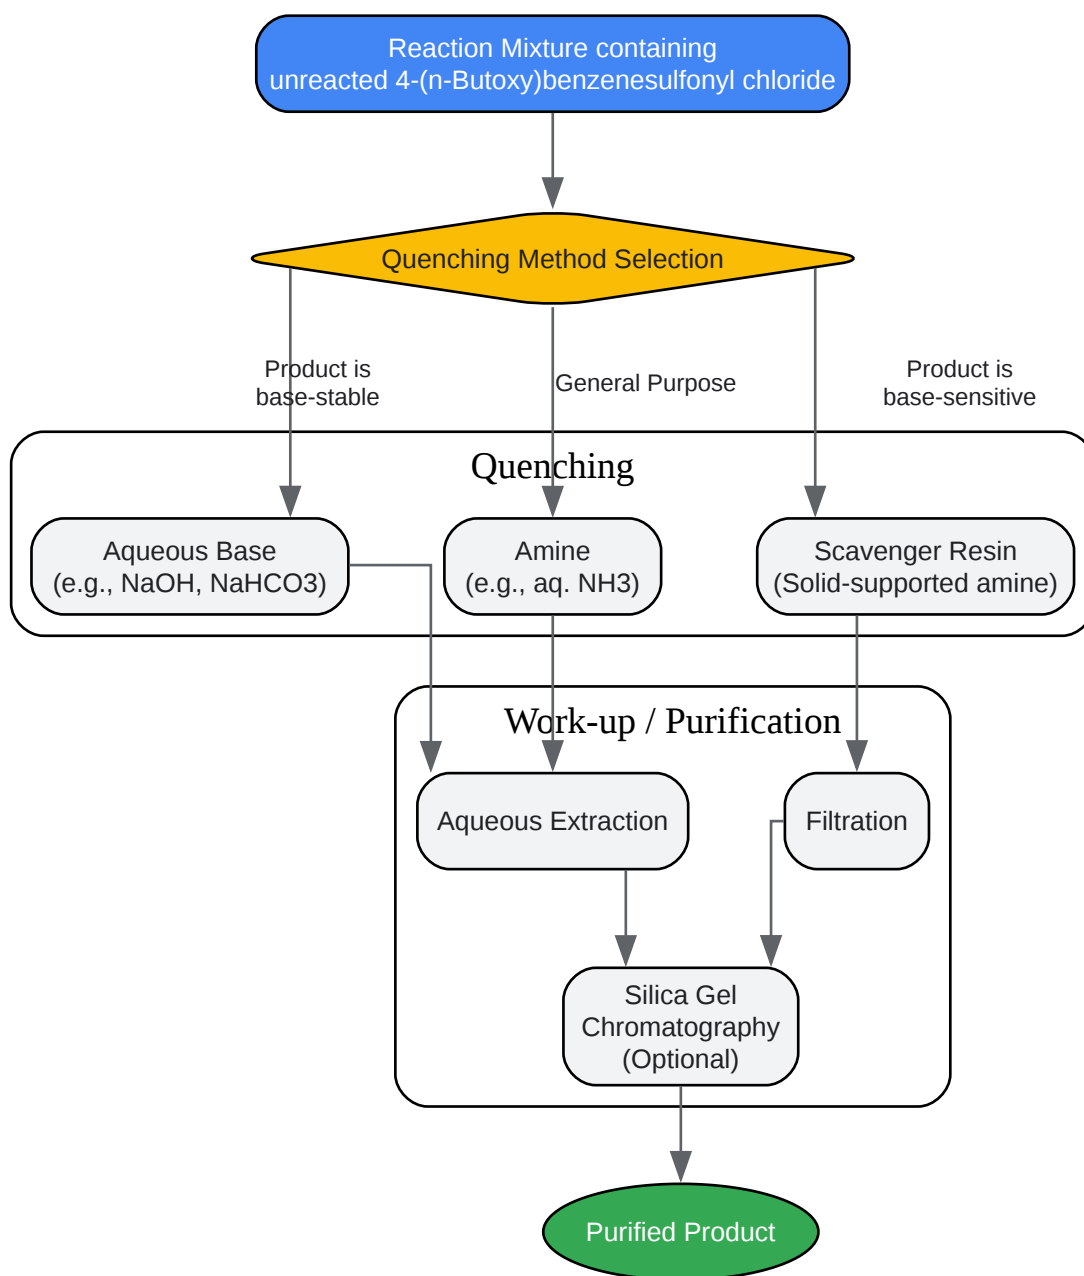 Reaction Mixture containing
unreacted 4-(n-Butoxy)benzenesulfonyl chloride
Quenching Method Selection
Product is
base-stable
General Purpose
Product is
base-sensitive
Quenching
Aqueous Base
(e.g., NaOH, NaHCO3)
Amine
(e.g., aq. NH3)
Scavenger Resin
(Solid-supported amine)
Work-up / Purification
Aqueous Extraction
Filtration
Silica Gel
Chromatography
(Optional)
Purified Product